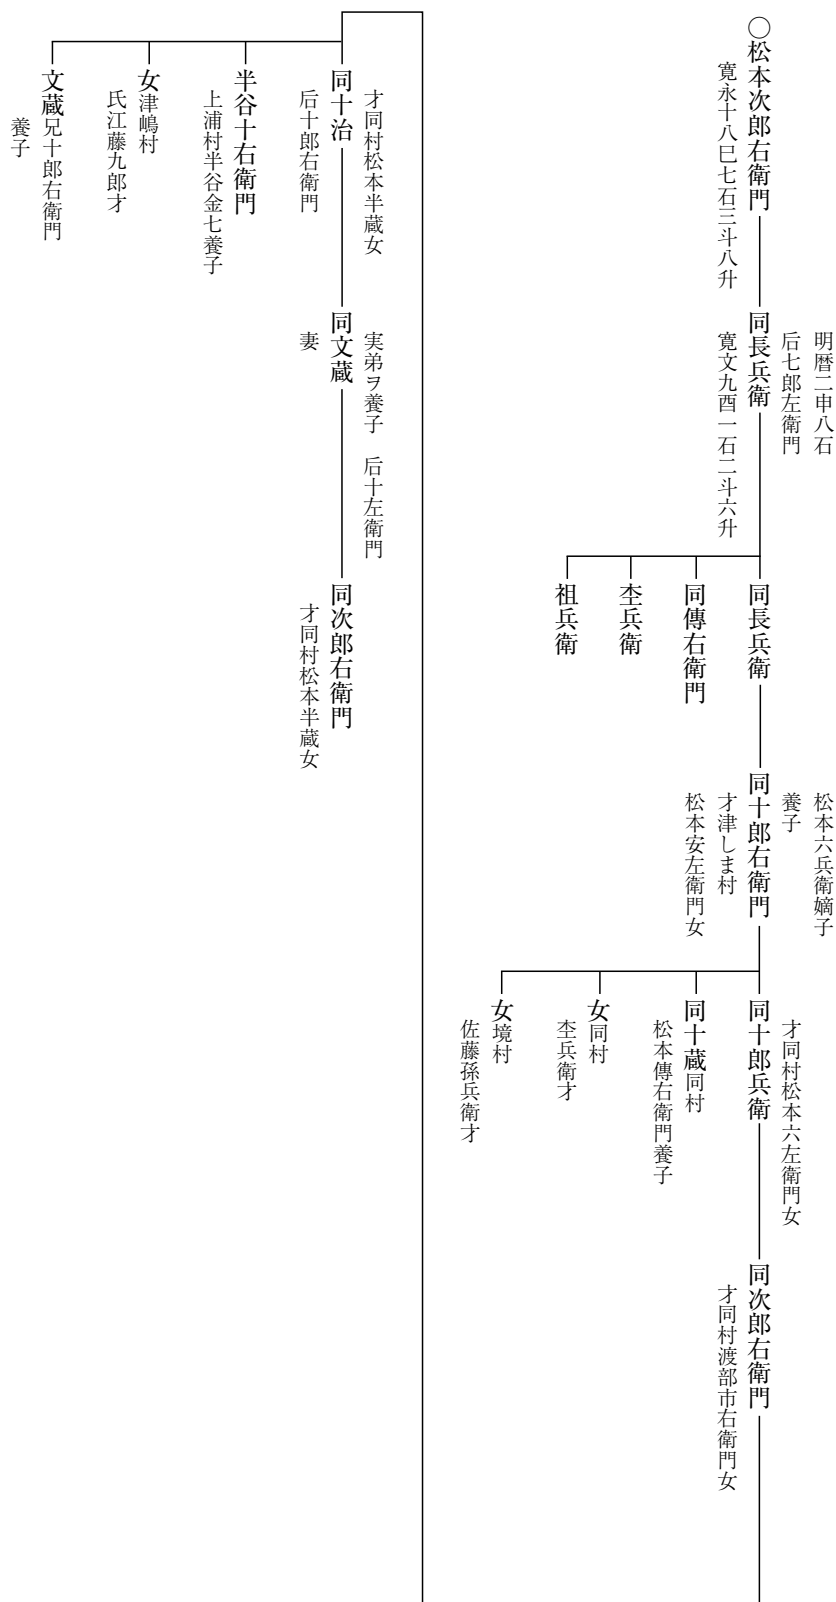 〇松本次郎右衛門
寛永十八巳七石三斗八升
明暦二申八石
后七郎左衛門
同長兵衛
寛文九酉一石二斗六升
同長兵衛
同傳右衛門
杢兵衛
祖兵衛
松本六兵衛嫡子
養子
同十郎右衛門
才津しま村
松本安左衛門女
才同村松本六左衛門女
同十郎兵衛
同十蔵同村
松本傳右衛門養子
女同村
杢兵衛才
女境村
佐藤孫兵衛才
同次郎右衛門
才同村渡部市右衛門女
才同村松本半蔵女
同十治
后十郎右衛門
半谷十右衛門
上浦村半谷金七養子
女津嶋村
氏江藤九郎才
文蔵兄十郎右衛門
養子
実弟ヲ養子 后十左衛門
同文蔵
妻
同次郎右衛門
才同村松本半蔵女